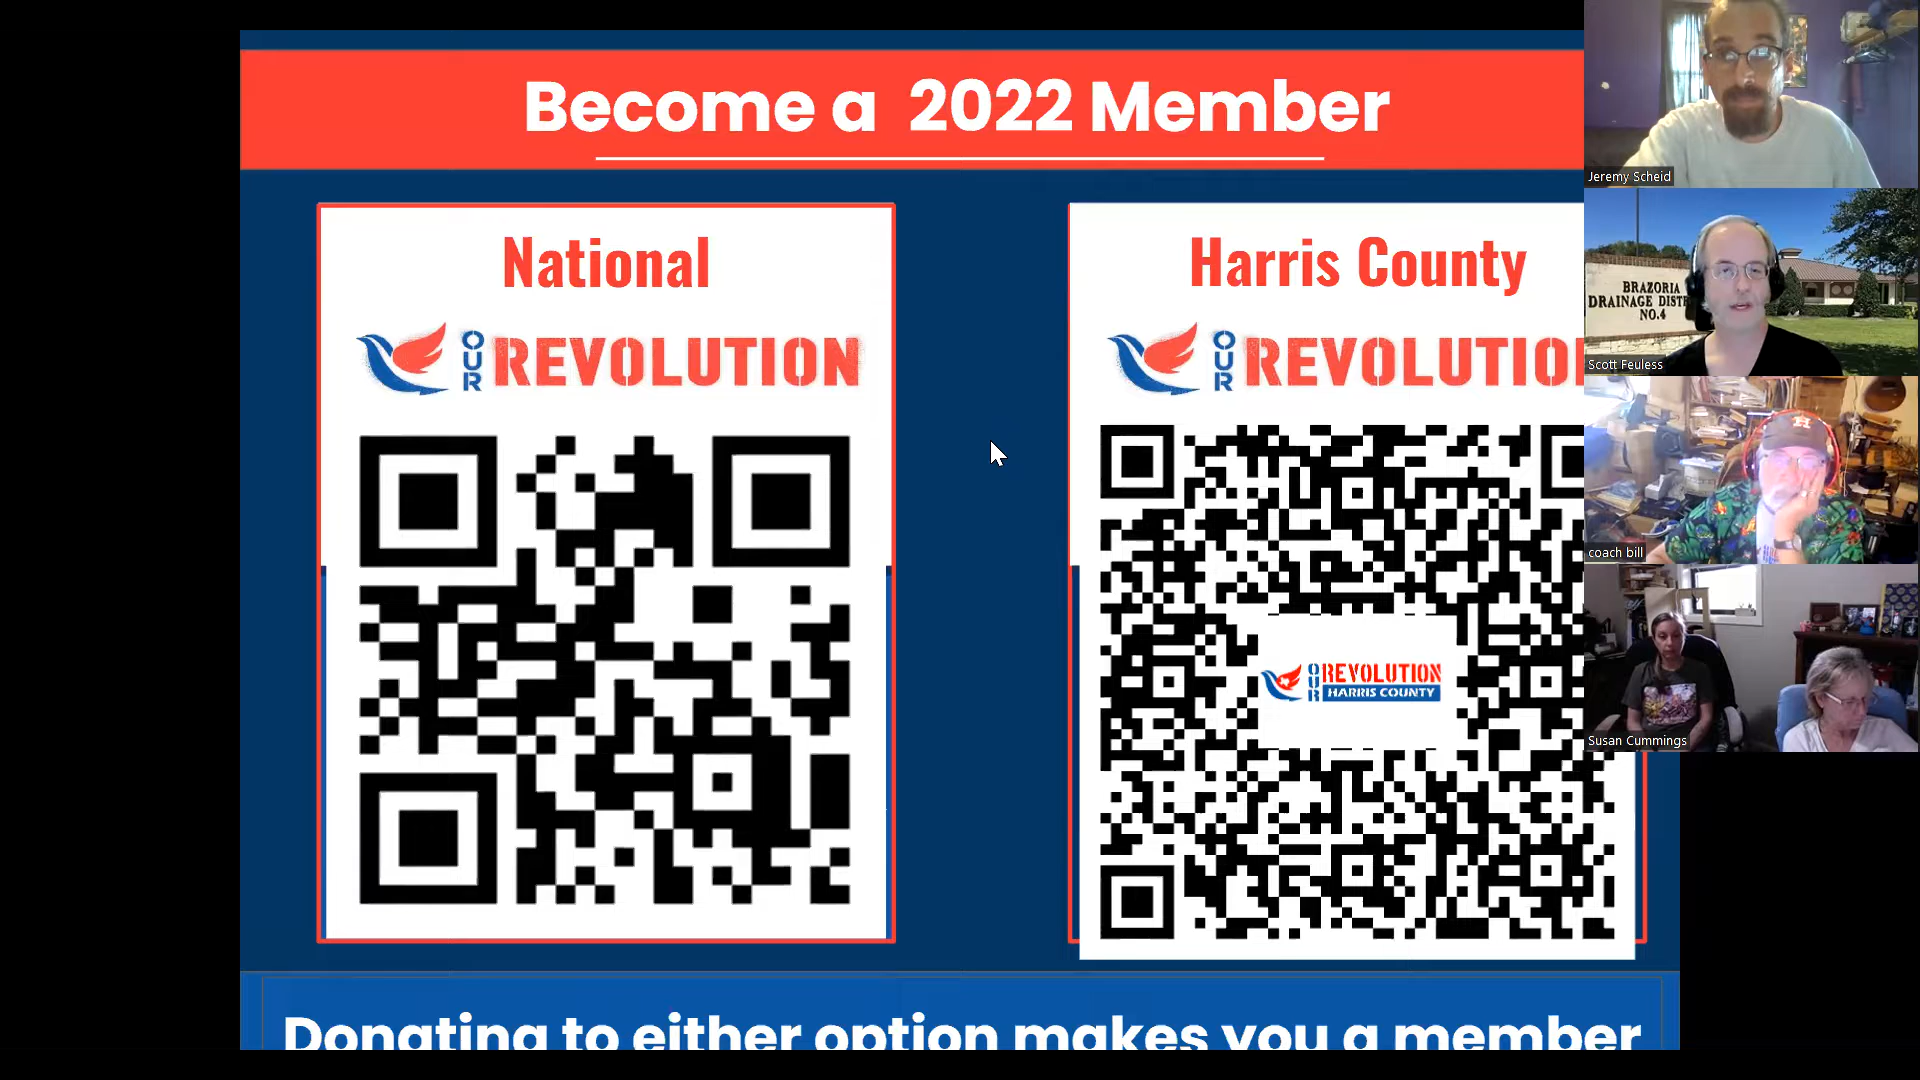 Become a 2022 Member
National
OUR REVOLUTION
Harris County
OUR REVOLUTIO
OUR REVOLUTION
HARRIS COUNTY
Donating to either option makes you a member
Jeremy Scheid
BRAZORIA
DRAINAGE DIST
NO.4
Scott Feuless
H
coach bill
Susan Cummings